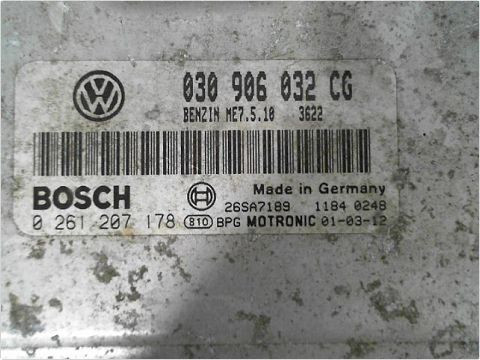 030 906 032 CG
BENZIN ME7.5.10 3622
BOSCH
Made in Germany
26SA7189 1184 0248
0 261 207 178 810 BPG MOTRONIC 01-03-12